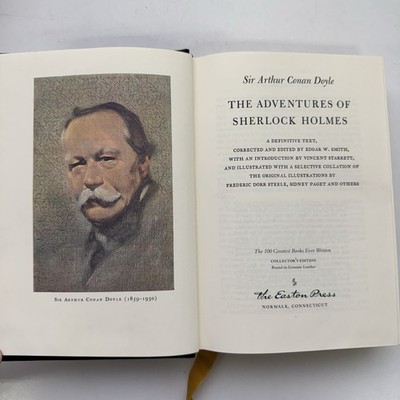 SIR ARTHUR CONAN DOYLE (1859-1930)
Sir Arthur Conan Doyle
THE ADVENTURES OF
SHERLOCK HOLMES
A DEFINITIVE TEXT,
CORRECTED AND EDITED BY EDGAR W. SMITH,
WITH AN INTRODUCTION BY VINCENT STARRETT,
AND ILLUSTRATED WITH A SELECTIVE COLLATION OF
THE ORIGINAL ILLUSTRATIONS BY
FREDERIC DORR STEELE, SIDNEY PAGET AND OTHERS
The 100 Greatest Books Ever Written
COLLECTOR'S EDITION
Bound in Genuine Leather
The Easton Press
NORWALK, CONNECTICUT